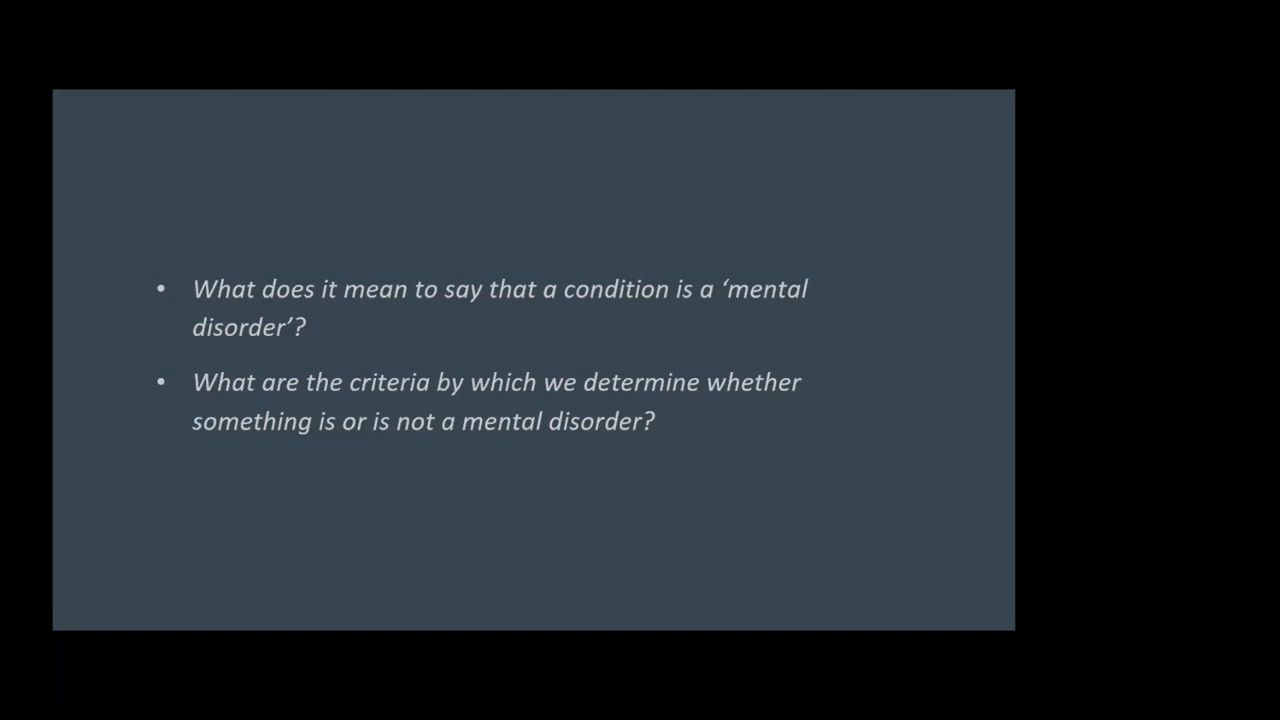 • What does it mean to say that a condition is a ‘mental
disorder’?
• What are the criteria by which we determine whether
something is or is not a mental disorder?